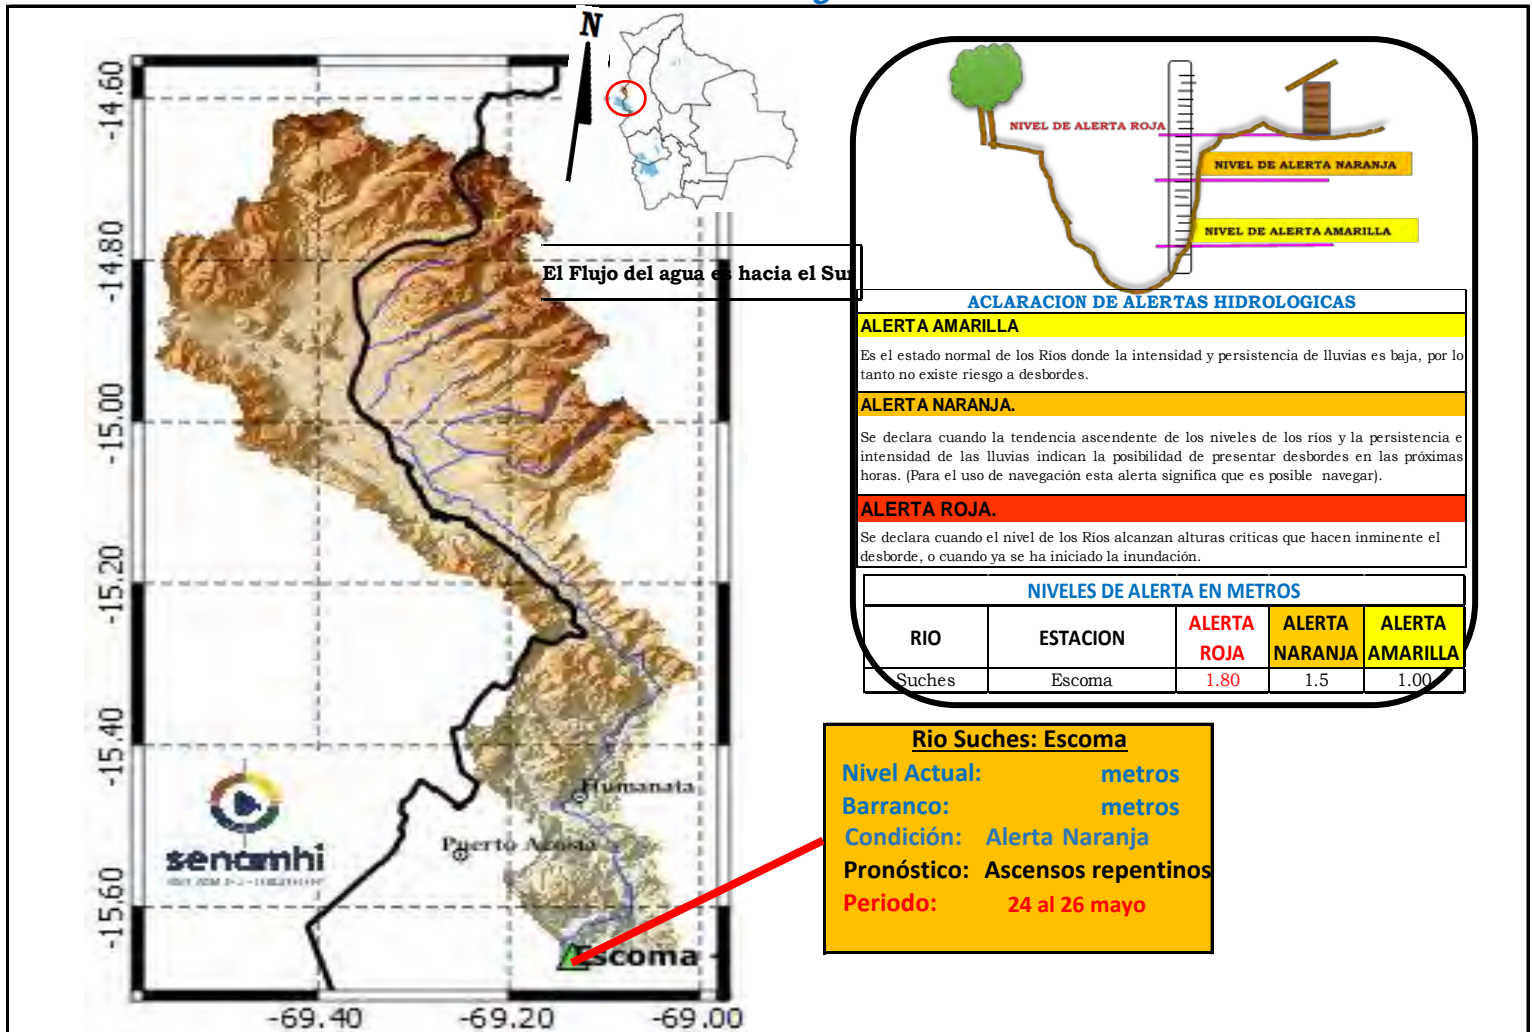 N
-14.60
-14.80
-15.00
-15.20
-15.40
-15.60
-69.40
-69.20
-69.00
El Flujo del agua es hacia el Sur
Humanata
Puerto Acosta
Escoma
senamhi
NIVEL DE ALERTA ROJA
NIVEL DE ALERTA NARANJA
NIVEL DE ALERTA AMARILLA
ACLARACION DE ALERTAS HIDROLOGICAS
ALERTA AMARILLA
Es el estado normal de los Ríos donde la intensidad y persistencia de lluvias es baja, por lo
tanto no existe riesgo a desbordes.
ALERTA NARANJA.
Se declara cuando la tendencia ascendente de los niveles de los ríos y la persistencia e
intensidad de las lluvias indican la posibilidad de presentar desbordes en las próximas
horas. (Para el uso de navegación esta alerta significa que es posible navegar).
ALERTA ROJA.
Se declara cuando el nivel de los Ríos alcanzan alturas críticas que hacen inminente el
desborde, o cuando ya se ha iniciado la inundación.
NIVELES DE ALERTA EN METROS
RIO ESTACION ALERTA ROJA ALERTA NARANJA ALERTA AMARILLA
Suches Escoma 1.80 1.5 1.00
Rio Suches: Escoma
Nivel Actual: metros
Barranco: metros
Condición: Alerta Naranja
Pronóstico: Ascensos repentinos
Periodo: 24 al 26 mayo